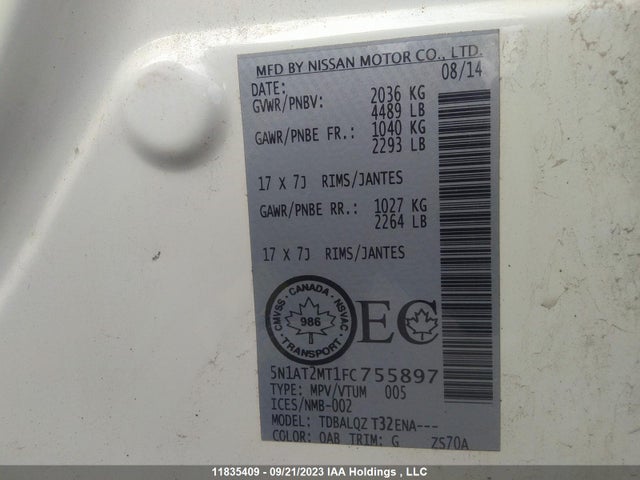 MFD BY NISSAN MOTOR CO., LTD.
DATE: 08/14
GVWR/PNBV: 2036 KG
4489 LB
GAWR/PNBE FR.: 1040 KG
2293 LB
17 X 7J RIMS/JANTES
GAWR/PNBE RR.: 1027 KG
2264 LB
17 X 7J RIMS/JANTES
CMVSS · CANADA · NSVAC
986
EC
5N1AT2MT1FC755897
TYPE: MPV/VTUM 005
ICES/NMB-002
MODEL: TDBALQZ T32ENA---
COLOR: QAB TRIM: G ZS70A
11835409 - 09/21/2023 IAA Holdings , LLC